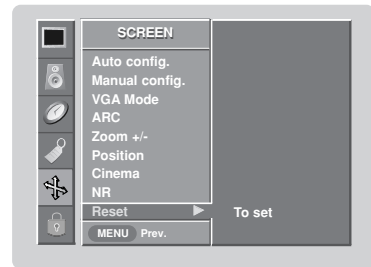 SCREEN
Auto config.
Manual config.
VGA Mode
ARC
Zoom +/-
Position
Cinema
NR
Reset ▶ To set
MENU Prev.